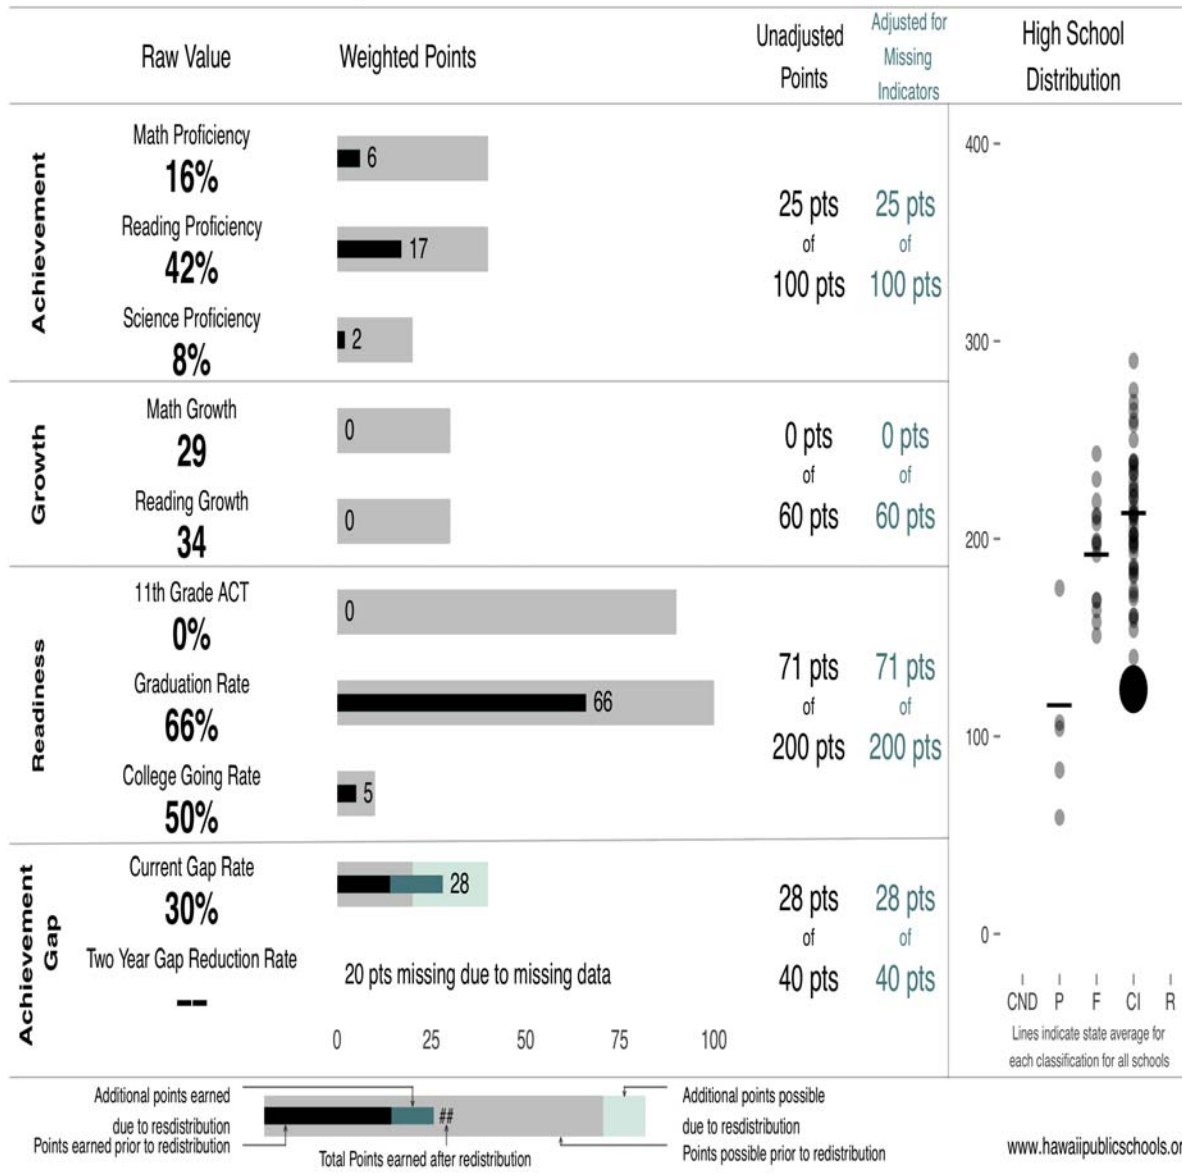 Raw Value
Weighted Points
Unadjusted
Points
Adjusted for
Missing
Indicators
High School
Distribution
Achievement
Math Proficiency
16%
6
Reading Proficiency
42%
17
Science Proficiency
8%
2
25 pts
of
100 pts
25 pts
of
100 pts
Growth
Math Growth
29
0
Reading Growth
34
0
0 pts
of
60 pts
0 pts
of
60 pts
Readiness
11th Grade ACT
0%
0
Graduation Rate
66%
66
College Going Rate
50%
5
71 pts
of
200 pts
71 pts
of
200 pts
Achievement
Gap
Current Gap Rate
30%
28
Two Year Gap Reduction Rate
--
20 pts missing due to missing data
28 pts
of
40 pts
28 pts
of
40 pts
0 25 50 75 100
400
300
200
100
0
CND P F CI R
Lines indicate state average for
each classification for all schools
Additional points earned
due to resdistribution
Points earned prior to redistribution
##
Total Points earned after redistribution
Additional points possible
due to resdistribution
Points possible prior to redistribution
www.hawaiipublicschools.or